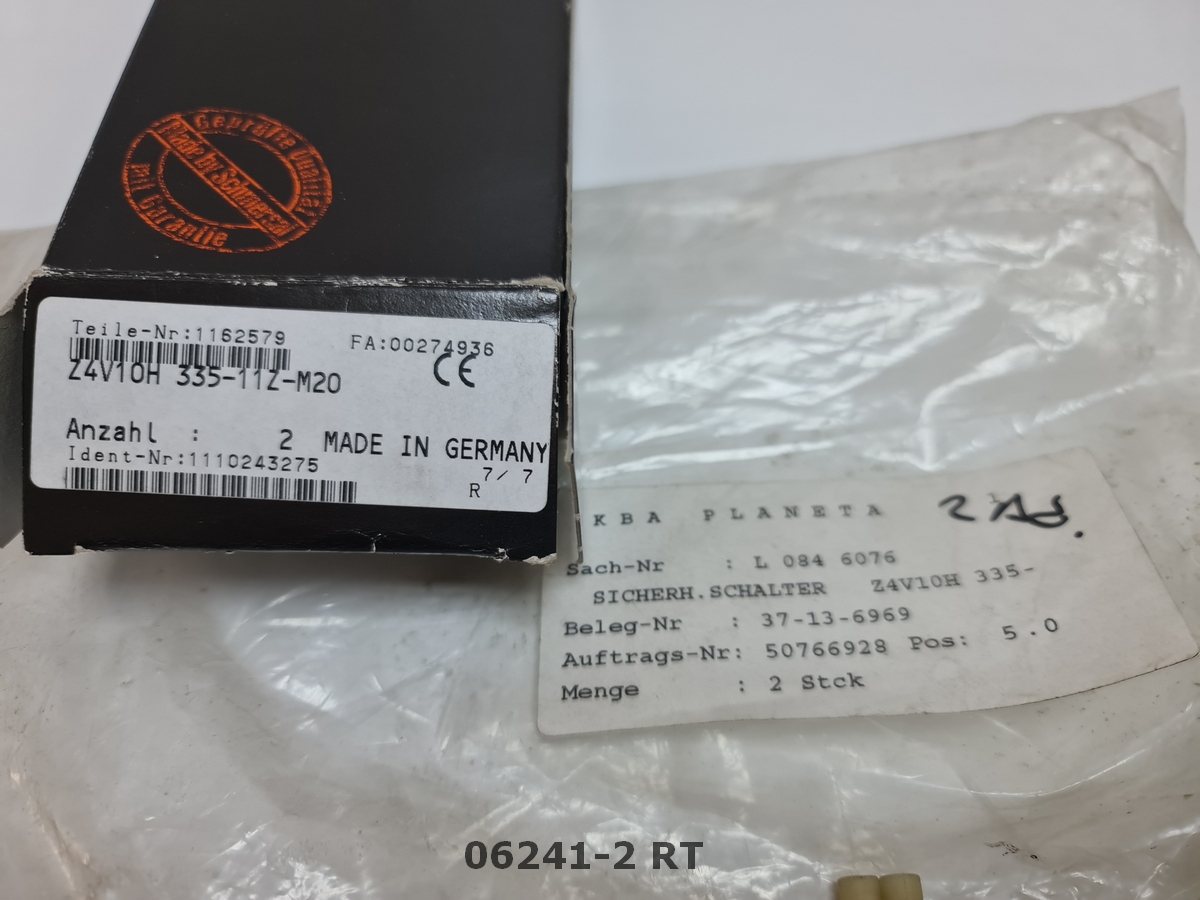 Geprüfte Qualität
Made by Schmersal
mit Garantie
Teile-Nr:1162579
FA:00274936
CE
Z4V10H 335-11Z-M20
Anzahl : 2 MADE IN GERMANY
Ident-Nr:1110243275
7/ 7
R
KBA PLANETA
Sach-Nr : L 084 6076
SICHERH.SCHALTER Z4V10H 335-
Beleg-Nr : 37-13-6969
Auftrags-Nr: 50766928 Pos: 5.0
Menge : 2 Stck
06241-2 RT